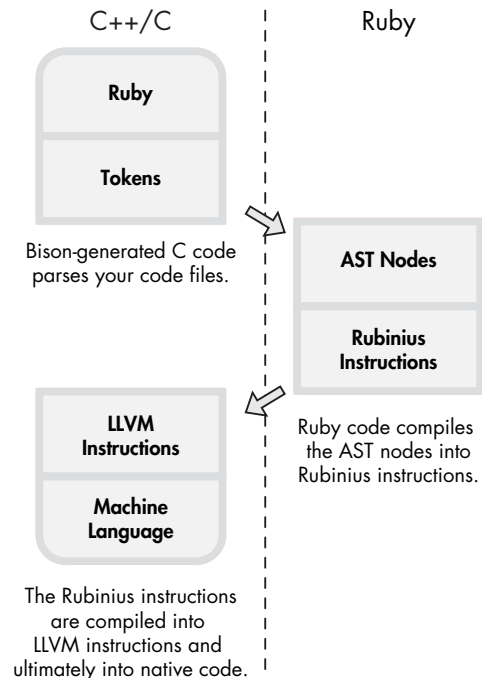 C++/C
Ruby
Ruby
Tokens
Bison-generated C code
parses your code files.
AST Nodes
Rubinius
Instructions
Ruby code compiles
the AST nodes into
Rubinius instructions.
LLVM
Instructions
Machine
Language
The Rubinius instructions
are compiled into
LLVM instructions and
ultimately into native code.